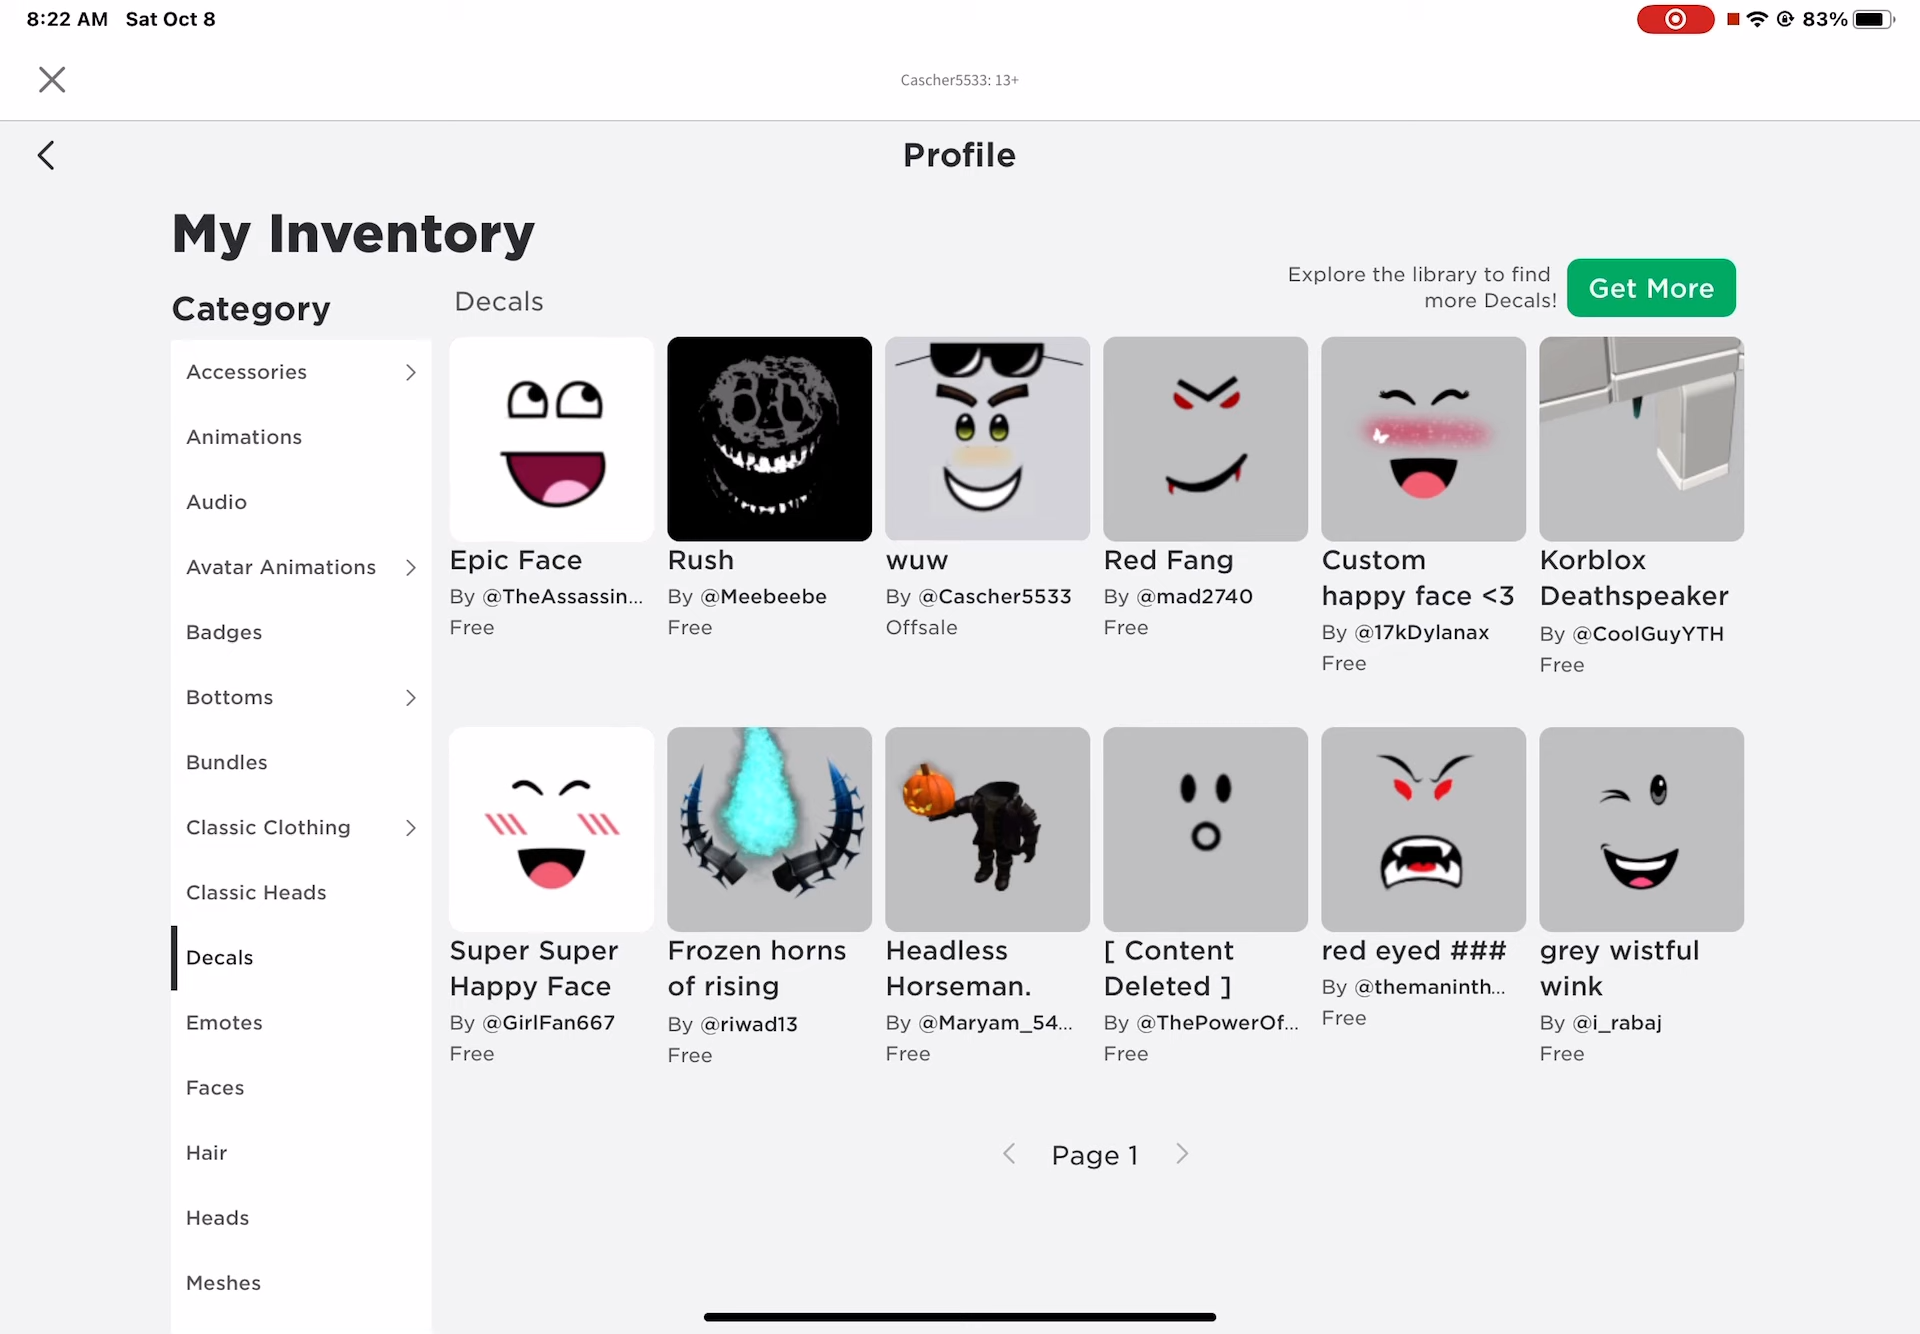 8:22 AM Sat Oct 8
83%
Cascher5533: 13+
Profile
My Inventory
Category
Accessories
Animations
Audio
Avatar Animations
Badges
Bottoms
Bundles
Classic Clothing
Classic Heads
Decals
Emotes
Faces
Hair
Heads
Meshes
Decals
Explore the library to find
more Decals!
Get More
Epic Face
By @TheAssassin...
Free
Rush
By @Meebeebe
Free
wuw
By @Cascher5533
Offsale
Red Fang
By @mad2740
Free
Custom
happy face <3
By @17kDylanax
Free
Korblox
Deathspeaker
By @CoolGuyYTH
Free
Super Super
Happy Face
By @GirlFan667
Free
Frozen horns
of rising
By @riwad13
Free
Headless
Horseman.
By @Maryam_54...
Free
[ Content
Deleted ]
By @ThePowerOf...
Free
red eyed ###
By @themaninth...
Free
grey wistful
wink
By @i_rabaj
Free
Page 1